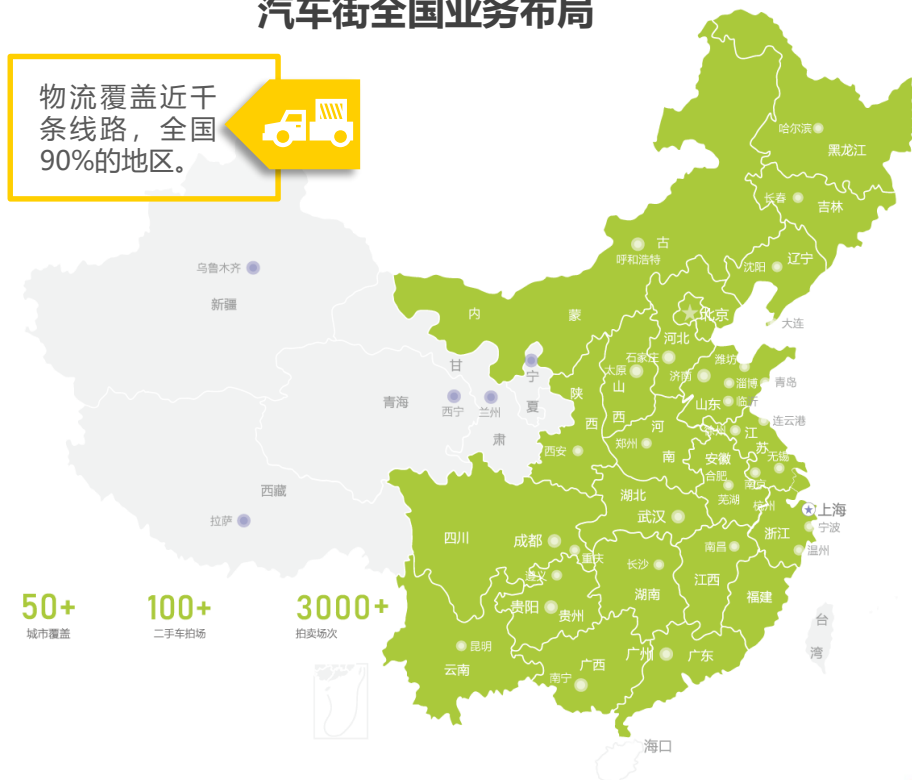 汽车街全国业务布局
物流覆盖近千
条线路，全国
90%的地区。
哈尔滨
黑龙江
长春
吉林
古
呼和浩特
沈阳
辽宁
乌鲁木齐
新疆
内
蒙
北京
大连
河北
石家庄
太原
山
西
济南
潍坊
淄博
青岛
山东
临沂
甘
宁
夏
青海
西宁
兰州
肃
陕
西
西安
河
南
郑州
连云港
江
苏
无锡
安徽
合肥
南京
芜湖
杭州
西藏
拉萨
湖北
武汉
上海
浙江
宁波
温州
四川
成都
重庆
长沙
南昌
遵义
湖南
江西
福建
贵阳
贵州
50+
城市覆盖
100+
二手车拍场
3000+
拍卖场次
台
湾
昆明
云南
广西
南宁
广州
广东
海口